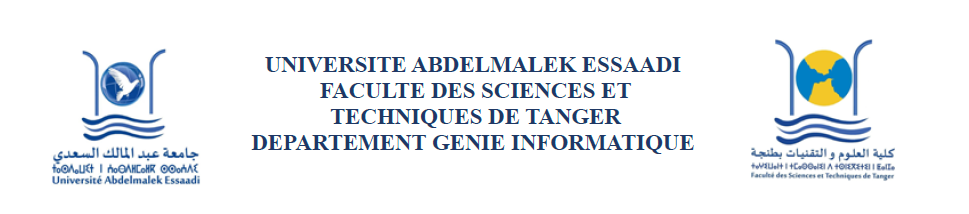 UNIVERSITE ABDELMALEK ESSAADI
FACULTE DES SCIENCES ET
TECHNIQUES DE TANGER
DEPARTEMENT GENIE INFORMATIQUE
جامعة عبد المالك السعدي
Université Abdelmalek Essaadi
كلية العلوم و التقنيات بطنجة
Faculté des Sciences et Techniques de Tanger